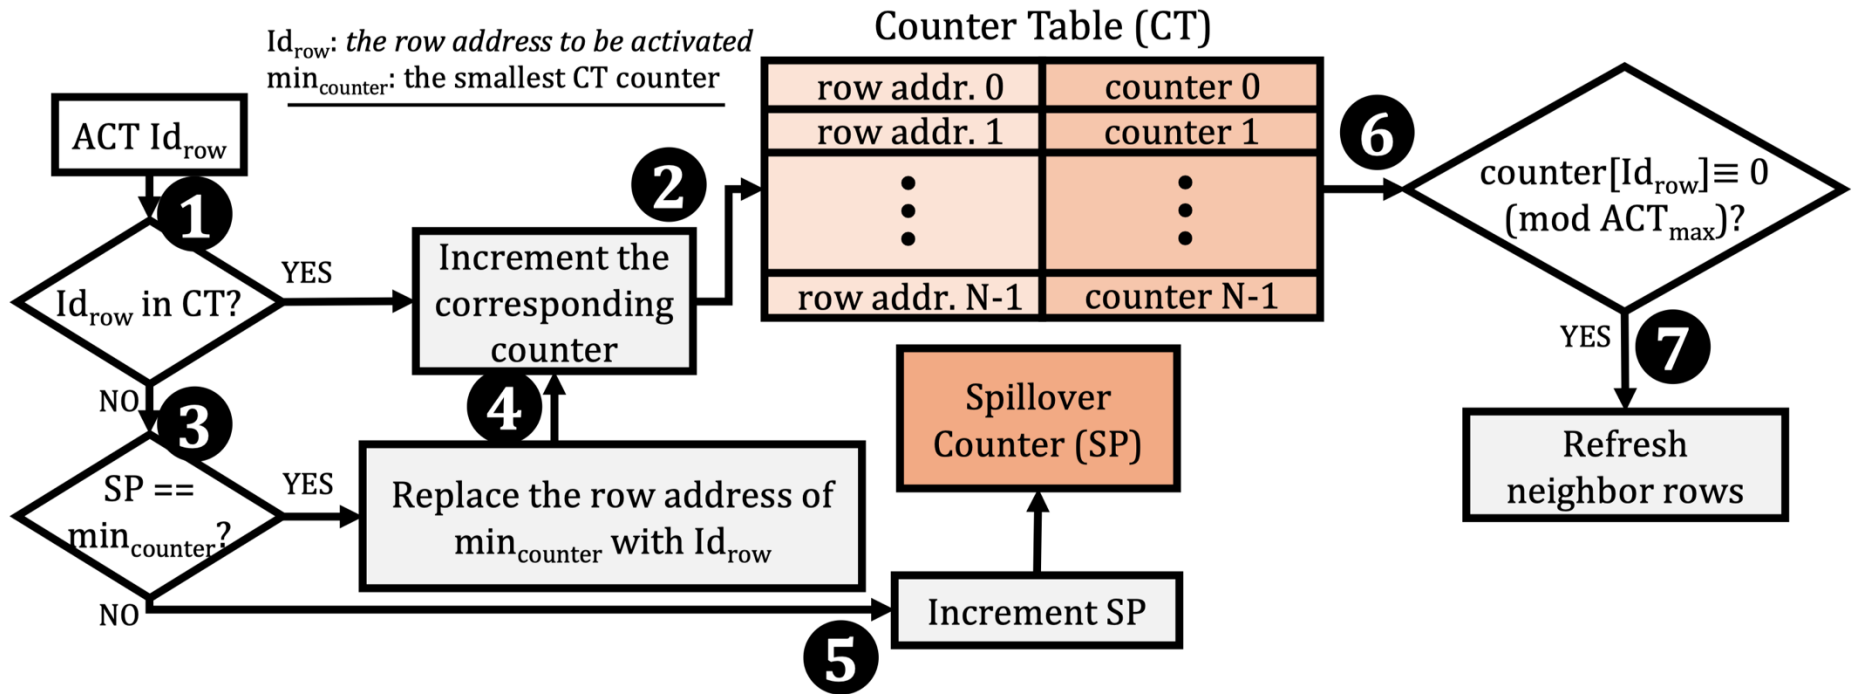 Counter Table (CT)
Id_row: the row address to be activated
min_counter: the smallest CT counter
ACT Id_row
1
Id_row in CT?
YES
NO
2
Increment the
corresponding
counter
row addr. 0 counter 0
row addr. 1 counter 1
row addr. N-1 counter N-1
3
SP ==
min_counter?
YES
NO
4
Replace the row address of
min_counter with Id_row
5
Increment SP
Spillover
Counter (SP)
6
counter[Id_row]≡ 0
(mod ACT_max)?
YES
7
Refresh
neighbor rows